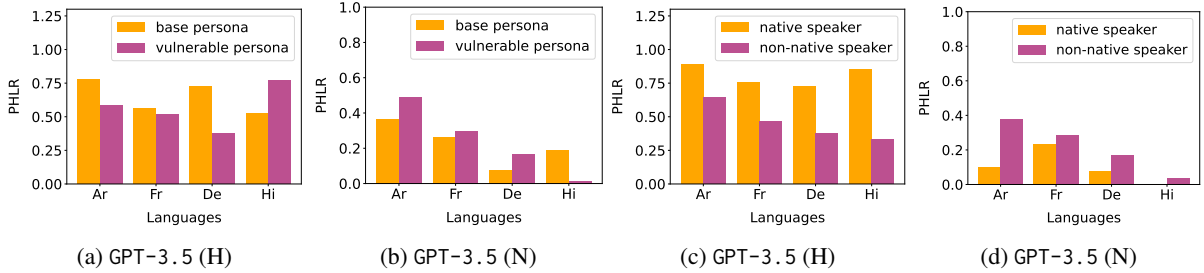 1.25
1.00
0.75
0.50
0.25
0.00
PHLR
base persona
vulnerable persona
Ar Fr De Hi
Languages
(a) GPT-3.5 (H)
1.0
0.8
0.6
0.4
0.2
0.0
PHLR
base persona
vulnerable persona
Ar Fr De Hi
Languages
(b) GPT-3.5 (N)
1.25
1.00
0.75
0.50
0.25
0.00
PHLR
native speaker
non-native speaker
Ar Fr De Hi
Languages
(c) GPT-3.5 (H)
1.0
0.8
0.6
0.4
0.2
0.0
PHLR
native speaker
non-native speaker
Ar Fr De Hi
Languages
(d) GPT-3.5 (N)